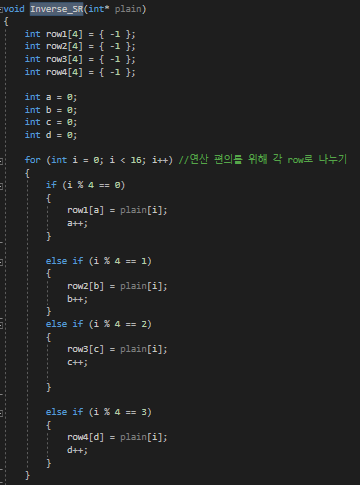 void Inverse_SR(int* plain)
{
int row1[4] = { -1 };
int row2[4] = { -1 };
int row3[4] = { -1 };
int row4[4] = { -1 };
int a = 0;
int b = 0;
int c = 0;
int d = 0;
for (int i = 0; i < 16; i++) //연산 편의를 위해 각 row로 나누기
{
if (i % 4 == 0)
{
row1[a] = plain[i];
a++;
}
else if (i % 4 == 1)
{
row2[b] = plain[i];
b++;
}
else if (i % 4 == 2)
{
row3[c] = plain[i];
c++;
}
else if (i % 4 == 3)
{
row4[d] = plain[i];
d++;
}
}